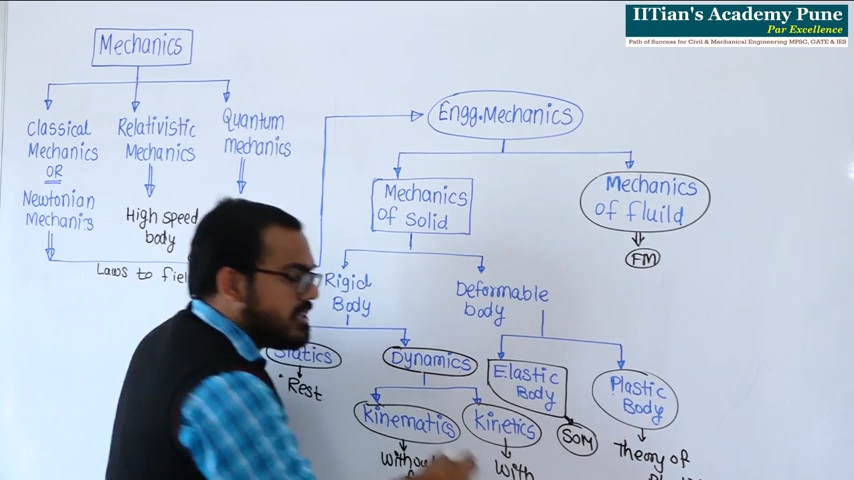 IITian's Academy Pune
Par Excellence
Path of Success for Civil & Mechanical Engineering MPSC, GATE & IES
Mechanics
Classical
Mechanics
OR
Newtonian
Mechanics
Relativistic
Mechanics
High speed
body
Quantum
mechanics
Laws to
Engg. Mechanics
Mechanics
of Solid
Mechanics
of fluild
FM
Rigid
Body
Deformable
body
Statics
Rest
Dynamics
Kinematics
Kinetics
With
Elastic
Body
SOM
Plastic
Body
Theory of